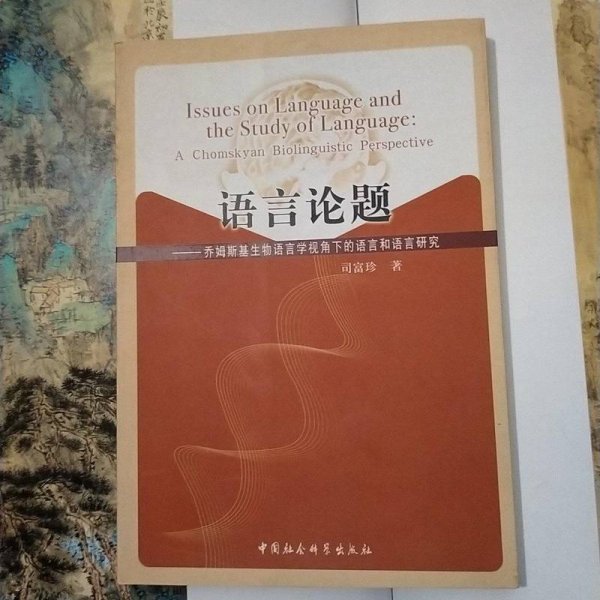 Issues on Language and
the Study of Language:
A Chomskyan Biolinguistic Perspective
语言论题
——乔姆斯基生物语言学视角下的语言和语言研究
司富珍 著
中国社会科学出版社